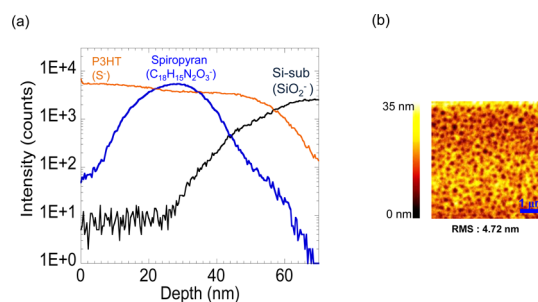 (a)
(b)
P3HT
(S⁻)
Spiropyran
(C₁₈H₁₅N₂O₃⁻)
Si-sub
(SiO₂⁻)
1E+4
1E+3
1E+2
1E+1
1E+0
Intensity (counts)
0
20
40
60
Depth (nm)
35 nm
0 nm
RMS : 4.72 nm